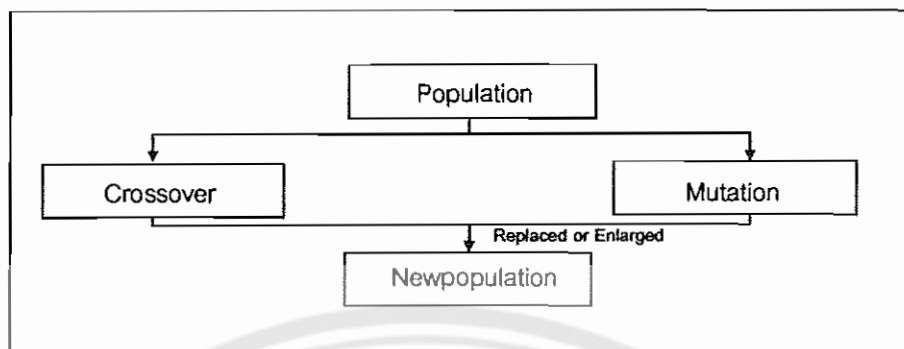 Population
Crossover
Mutation
Replaced or Enlarged
Newpopulation